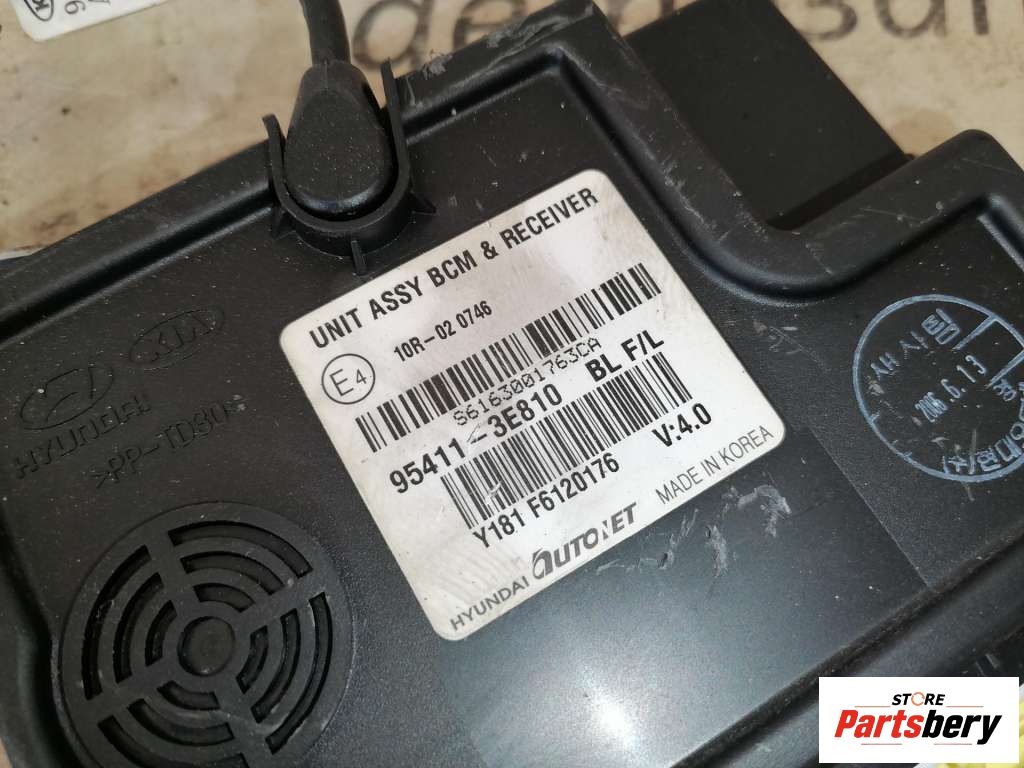 UNIT ASSY BCM & RECEIVER
E4
10R-02 0746
S6163001763CA
95411-3E810 BL F/L
V:4.0
Y181 F6120176
HYUNDAI AUTONET MADE IN KOREA
KIA
HYUNDAI
>PP-TD80<
2006.6.13
STORE
Partsbery